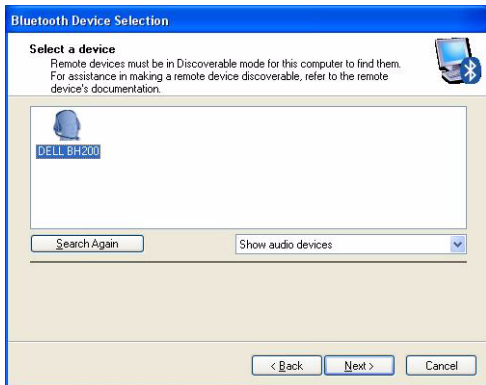 Bluetooth Device Selection
Select a device
Remote devices must be in Discoverable mode for this computer to find them.
For assistance in making a remote device discoverable, refer to the remote
device's documentation.
DELL BH200
Search Again
Show audio devices
< Back
Next >
Cancel